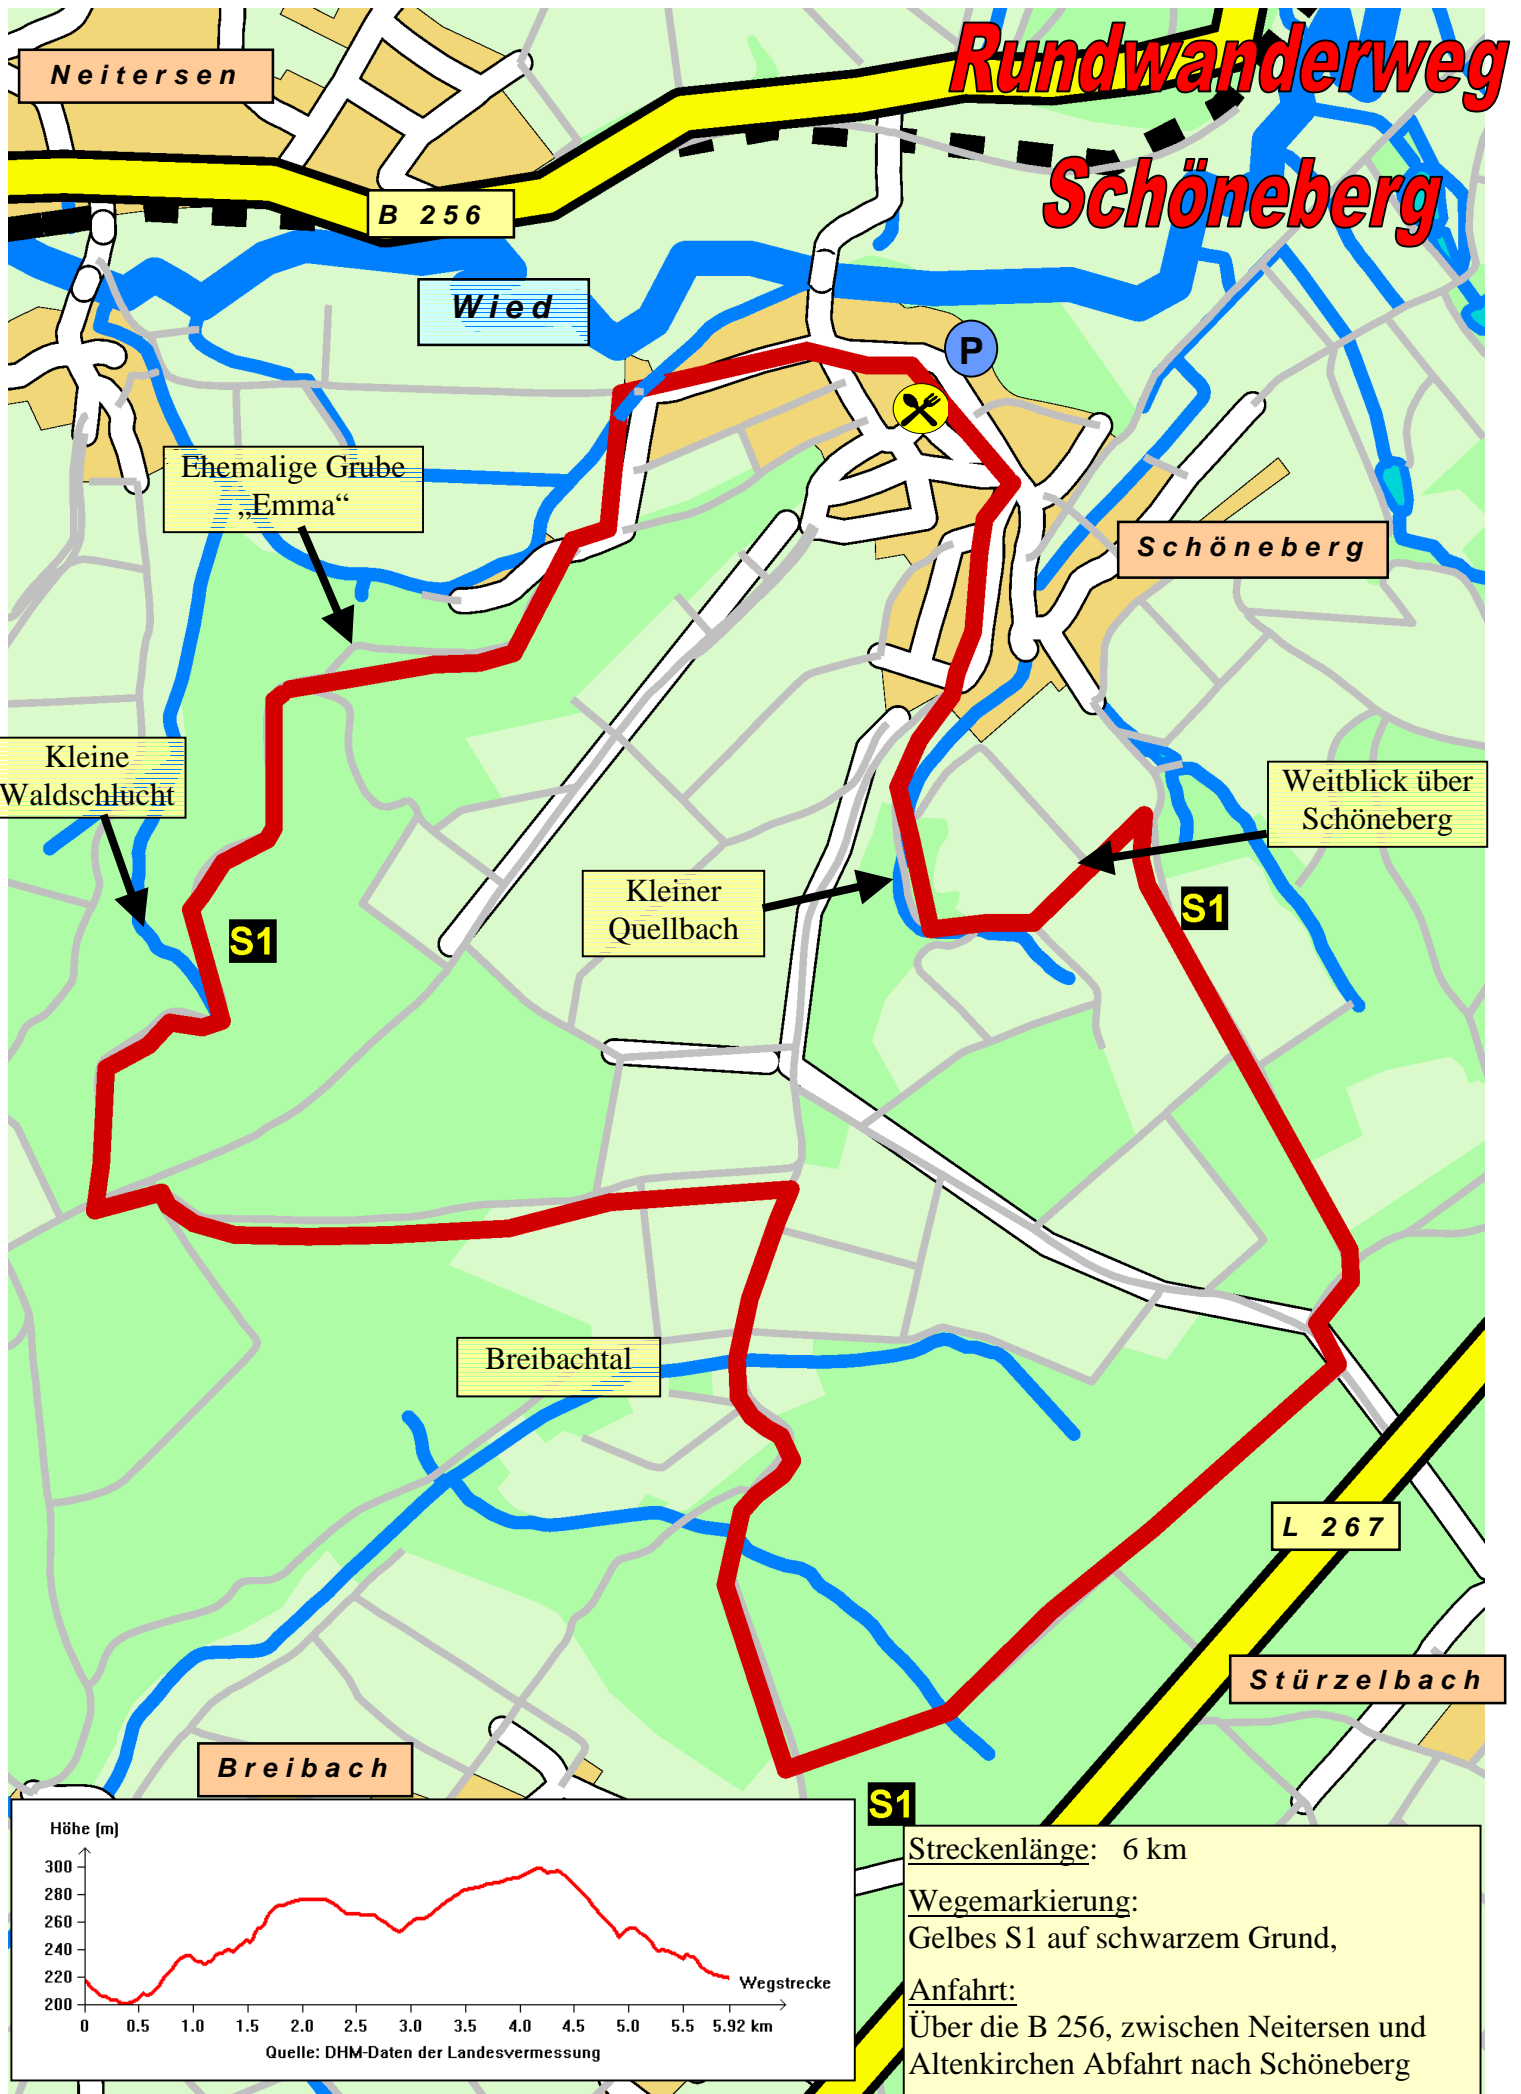 Rundwanderweg
Schöneberg
Neitersen
B 256
Wied
P
Ehemalige Grube
„Emma“
Schöneberg
Kleine
Waldschlucht
Weitblick über
Schöneberg
Kleiner
Quellbach
S1
S1
Breibachtal
L 267
Stürzelbach
Breibach
S1
Höhe (m)
300
280
260
240
220
200
Wegstrecke
0 0.5 1.0 1.5 2.0 2.5 3.0 3.5 4.0 4.5 5.0 5.5 5.92 km
Quelle: DHM-Daten der Landesvermessung
Streckenlänge: 6 km
Wegemarkierung:
Gelbes S1 auf schwarzem Grund,
Anfahrt:
Über die B 256, zwischen Neitersen und
Altenkirchen Abfahrt nach Schöneberg